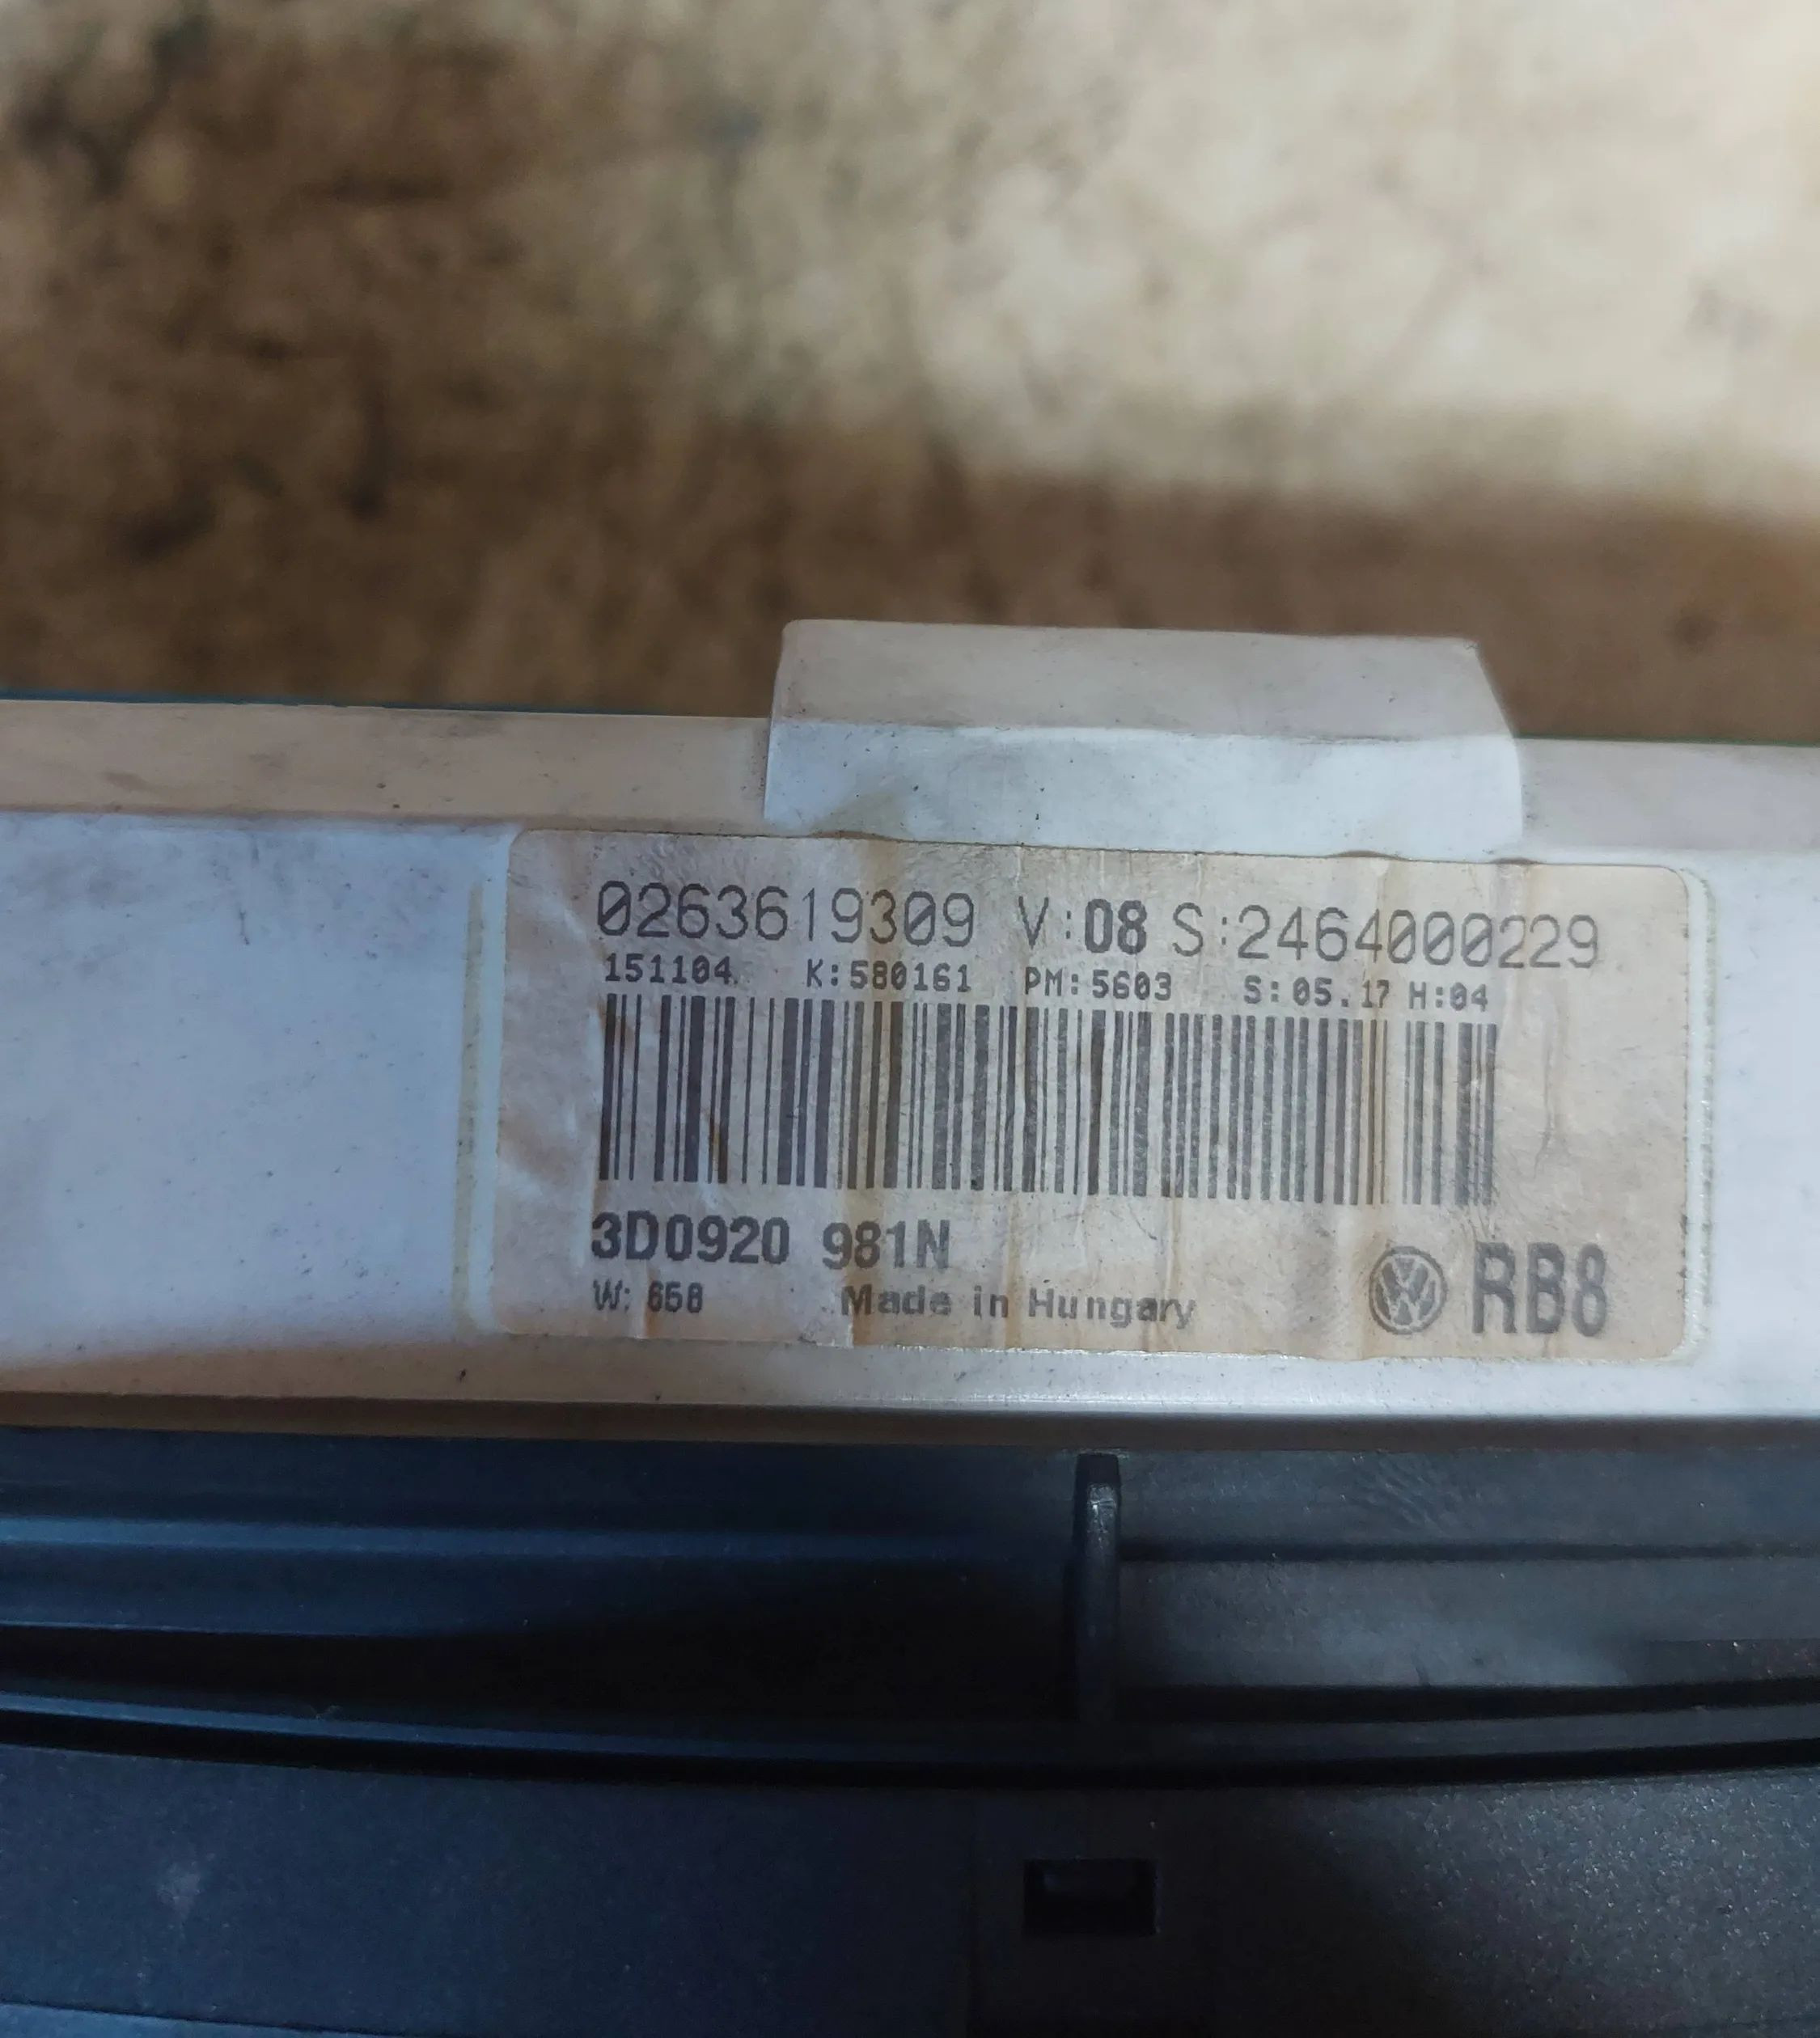 0263619309 V:08 S:2464000229
151104 K:580161 PM:5603 S:05.17 H:04
3D0920 981N
W: 658 Made in Hungary RB8